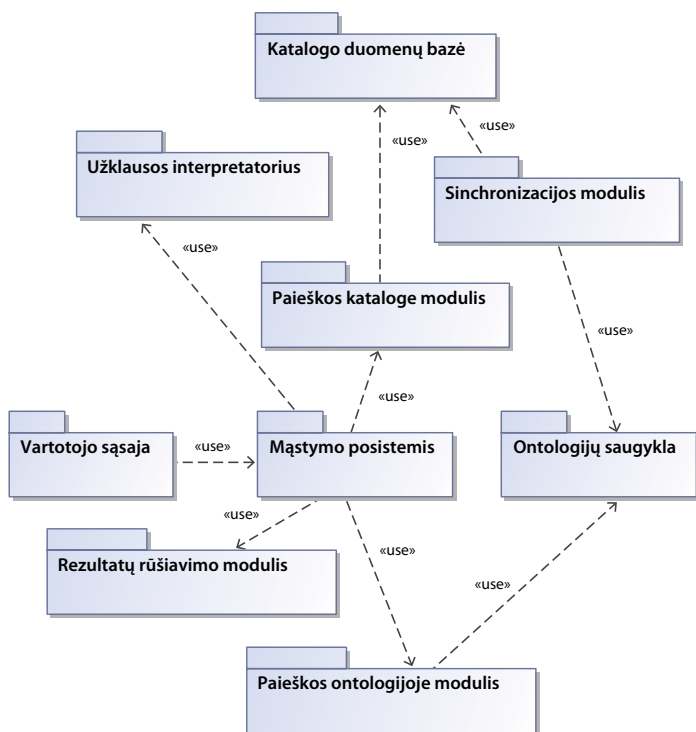 Katalogo duomenų bazė
«use»
«use»
Užklausos interpretatorius
Sinchronizacijos modulis
«use»
Paieškos kataloge modulis
«use»
«use»
Vartotojo sąsaja
«use»
Mąstymo posistemis
Ontologijų saugykla
«use»
«use»
Rezultatų rūšiavimo modulis
«use»
Paieškos ontologijoje modulis